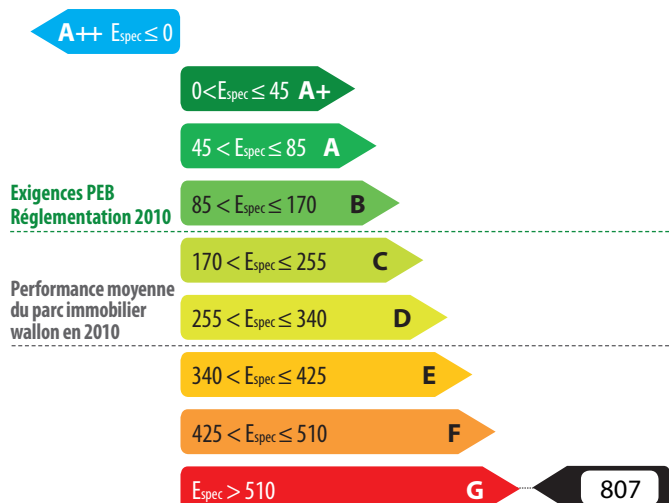 A++ Espec ≤ 0
0<Espec ≤ 45 A+
45 < Espec ≤ 85 A
Exigences PEB
Réglementation 2010
85 < Espec ≤ 170 B
170 < Espec ≤ 255 C
Performance moyenne
du parc immobilier
wallon en 2010
255 < Espec ≤ 340 D
340 < Espec ≤ 425 E
425 < Espec ≤ 510 F
Espec > 510 G 807